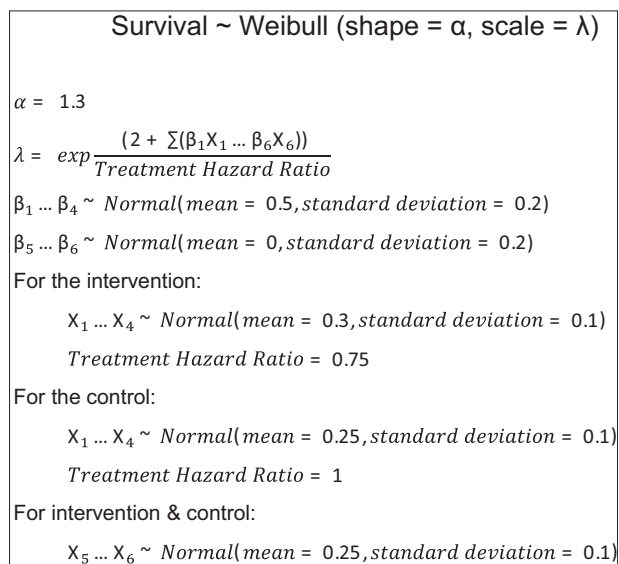 Survival ~ Weibull (shape = α, scale = λ)
α = 1.3
λ = exp (2 + Σ(β₁X₁ ... β₆X₆)) / Treatment Hazard Ratio
β₁ ... β₄ ~ Normal(mean = 0.5, standard deviation = 0.2)
β₅ ... β₆ ~ Normal(mean = 0, standard deviation = 0.2)
For the intervention:
X₁ ... X₄ ~ Normal(mean = 0.3, standard deviation = 0.1)
Treatment Hazard Ratio = 0.75
For the control:
X₁ ... X₄ ~ Normal(mean = 0.25, standard deviation = 0.1)
Treatment Hazard Ratio = 1
For intervention & control:
X₅ ... X₆ ~ Normal(mean = 0.25, standard deviation = 0.1)